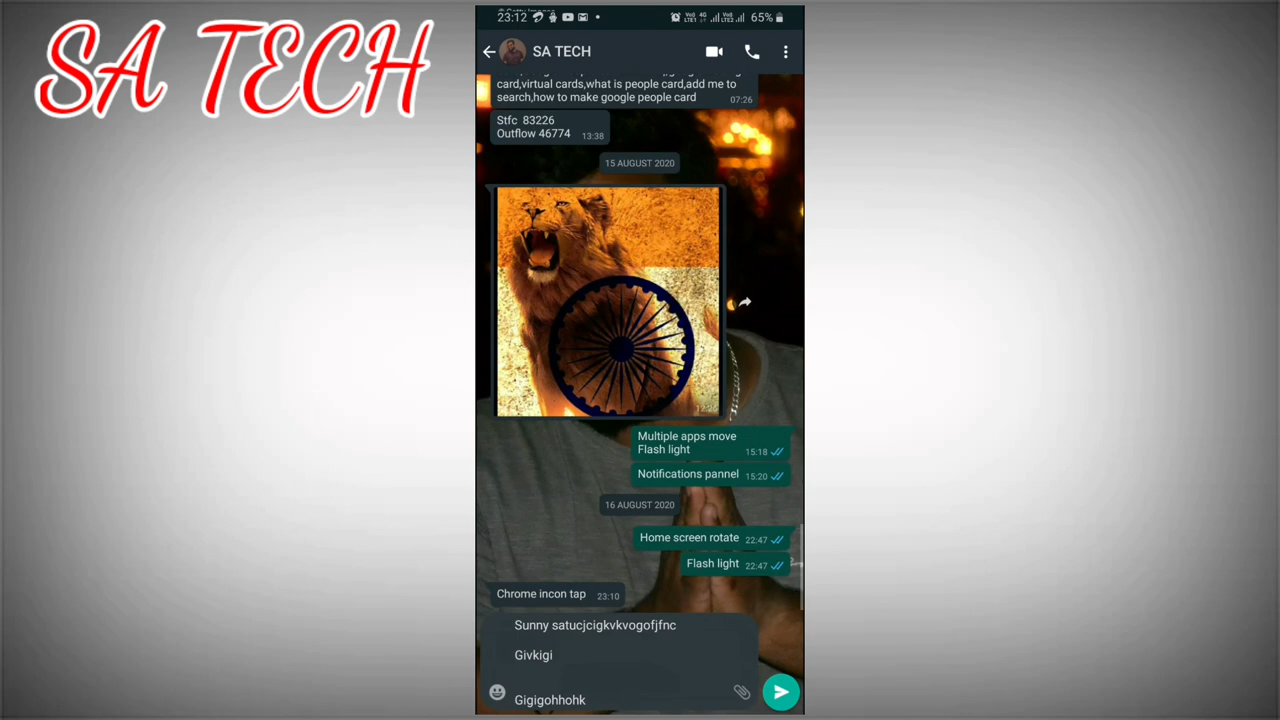 SA TECH
23:12
VoLTE1 4G VoLTE2 65%
SA TECH
card,virtual cards,what is people card,add me to
search,how to make google people card 07:26
Stfc 83226
Outflow 46774 13:38
15 AUGUST 2020
Multiple apps move
Flash light 15:18
Notifications pannel 15:20
16 AUGUST 2020
Home screen rotate 22:47
Flash light 22:47
Chrome incon tap 23:10
Sunny satucjcigkvkvogofjfnc
Givkigi
Gigigohhohk